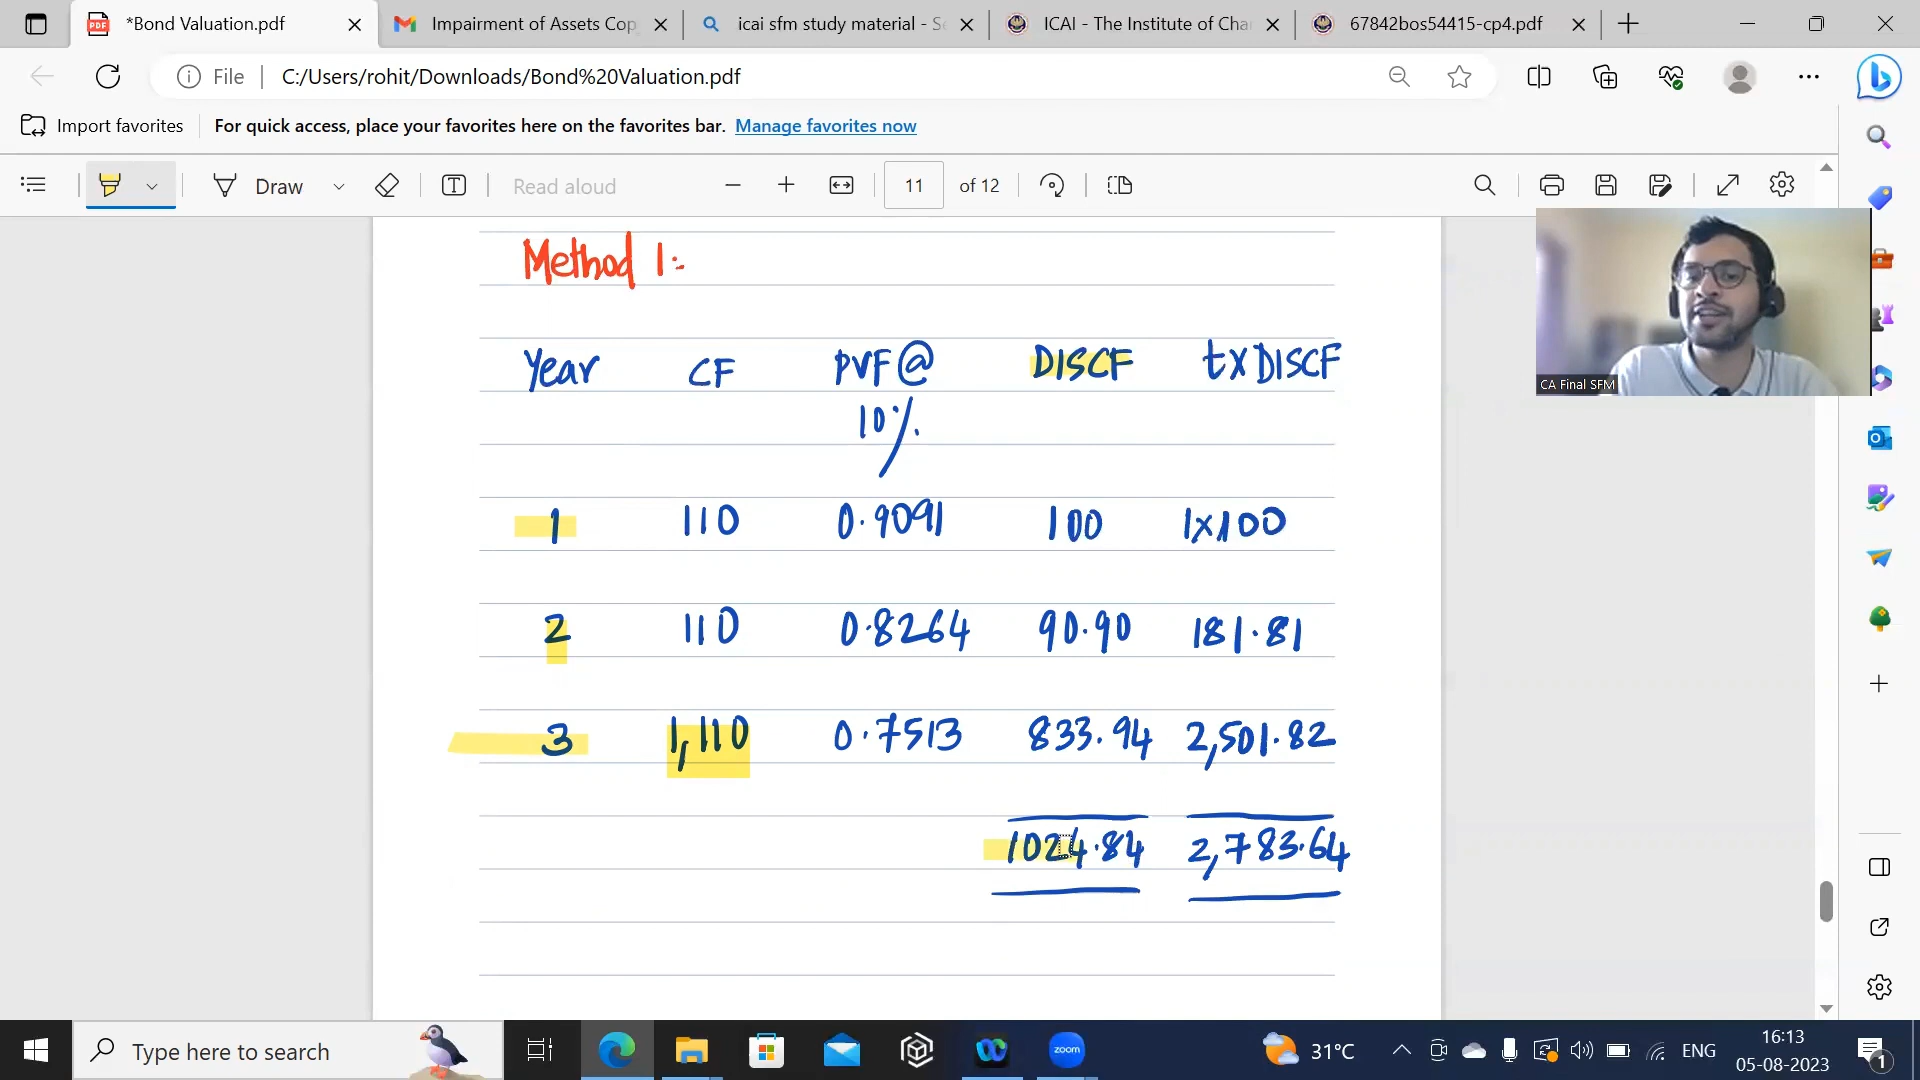 *Bond Valuation.pdf
Impairment of Assets Cop
icai sfm study material - Se
ICAI - The Institute of Char
67842bos54415-cp4.pdf
File
C:/Users/rohit/Downloads/Bond%20Valuation.pdf
Import favorites
For quick access, place your favorites here on the favorites bar. Manage favorites now
Draw
Read aloud
11 of 12
Method 1:-
Year CF PVF@ DISCF tXDISCF
10%
1 110 0.9091 100 1x100
2 110 0.8264 90.90 181.81
3 1,110 0.7513 833.94 2,501.82
1024.84 2,783.64
CA Final SFM
Type here to search
zoom
31°C
ENG
16:13
05-08-2023
1